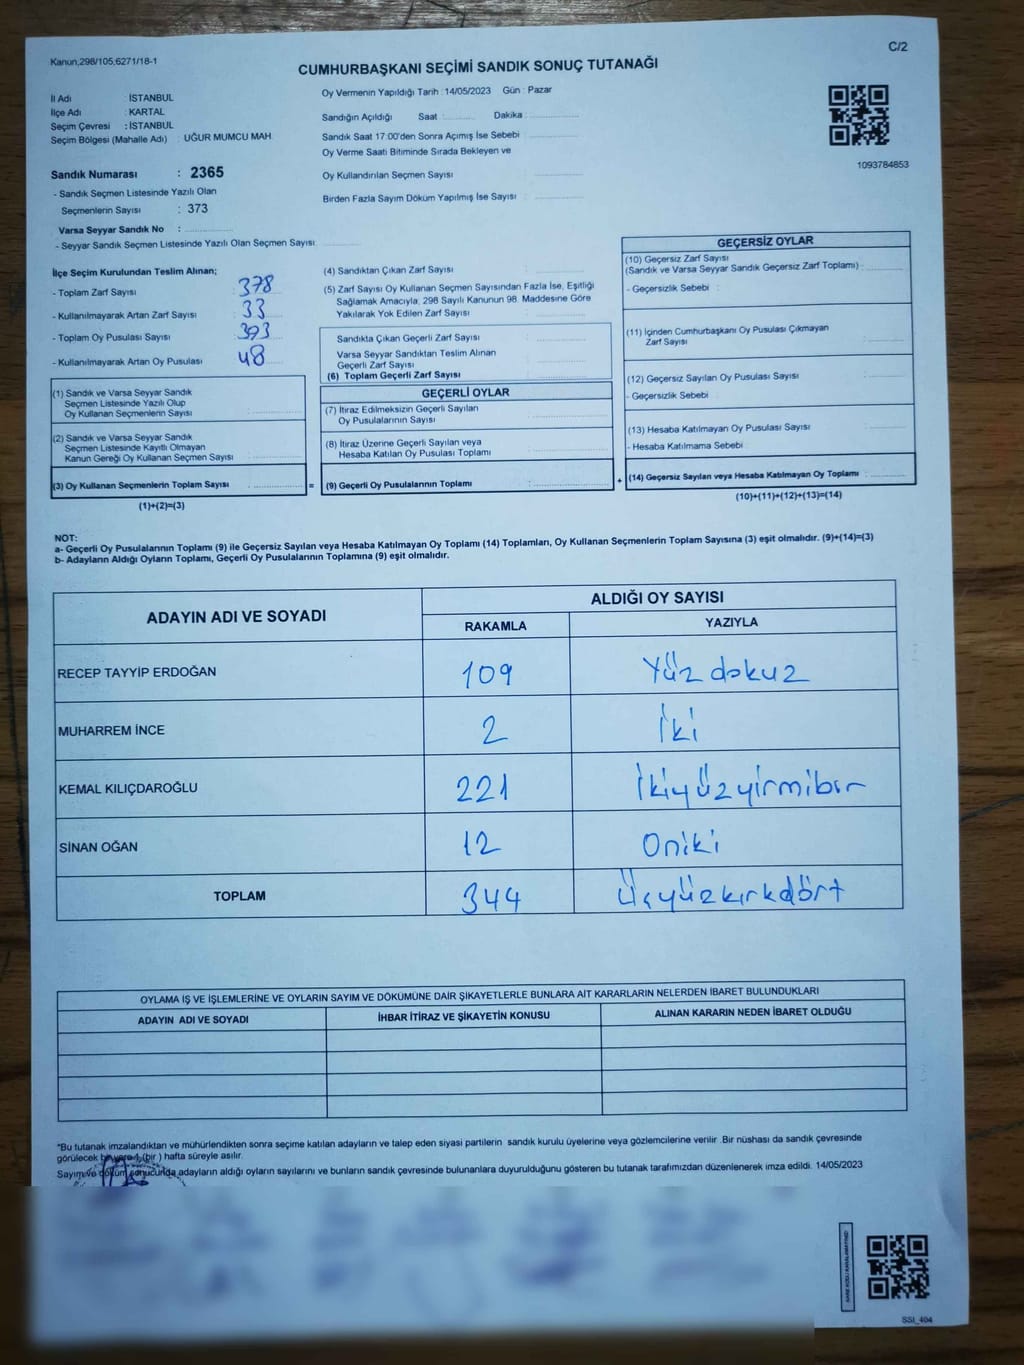 Kanun,298/105,6271/18-1
C/2
CUMHURBAŞKANI SEÇİMİ SANDIK SONUÇ TUTANAĞI
İl Adı : İSTANBUL
İlçe Adı : KARTAL
Seçim Çevresi : İSTANBUL
Seçim Bölgesi (Mahalle Adı) : UĞUR MUMCU MAH.
Sandık Numarası : 2365
- Sandık Seçmen Listesinde Yazılı Olan
Seçmenlerin Sayısı : 373
Varsa Seyyar Sandık No :
- Seyyar Sandık Seçmen Listesinde Yazılı Olan Seçmen Sayısı:
Oy Vermenin Yapıldığı Tarih : 14/05/2023 Gün : Pazar
Sandığın Açıldığı Saat : Dakika :
Sandık Saat 17:00'den Sonra Açımış İse Sebebi :
Oy Verme Saati Bitiminde Sırada Bekleyen ve
Oy Kullandırılan Seçmen Sayısı :
Birden Fazla Sayım Döküm Yapılmış İse Sayısı :
1093784853
İlçe Seçim Kurulundan Teslim Alınan;
- Toplam Zarf Sayısı : 378
- Kullanılmayarak Artan Zarf Sayısı : 33
- Toplam Oy Pusulası Sayısı : 393
- Kullanılmayarak Artan Oy Pusulası : 48
(1) Sandık ve Varsa Seyyar Sandık
Seçmen Listesinde Yazılı Olup
Oy Kullanan Seçmenlerin Sayısı :
(2) Sandık ve Varsa Seyyar Sandık
Seçmen Listesinde Kayıtlı Olmayan
Kanun Gereği Oy Kullanan Seçmen Sayısı :
(3) Oy Kullanan Seçmenlerin Toplam Sayısı :
(1)+(2)=(3)
(4) Sandıktan Çıkan Zarf Sayısı :
(5) Zarf Sayısı Oy Kullanan Seçmen Sayısından Fazla İse, Eşitliği
Sağlamak Amacıyla, 298 Sayılı Kanunun 98. Maddesine Göre
Yakılarak Yok Edilen Zarf Sayısı :
Sandıkta Çıkan Geçerli Zarf Sayısı :
Varsa Seyyar Sandıktan Teslim Alınan
Geçerli Zarf Sayısı :
(6) Toplam Geçerli Zarf Sayısı :
GEÇERLİ OYLAR
(7) İtiraz Edilmeksizin Geçerli Sayılan
Oy Pusulalarının Sayısı :
(8) İtiraz Üzerine Geçerli Sayılan veya
Hesaba Katılan Oy Pusulası Toplamı :
= (9) Geçerli Oy Pusulalarının Toplamı :
GEÇERSİZ OYLAR
(10) Geçersiz Zarf Sayısı
(Sandık ve Varsa Seyyar Sandık Geçersiz Zarf Toplamı) :
- Geçersizlik Sebebi :
(11) İçinden Cumhurbaşkanı Oy Pusulası Çıkmayan
Zarf Sayısı :
(12) Geçersiz Sayılan Oy Pusulası Sayısı :
- Geçersizlik Sebebi :
(13) Hesaba Katılmayan Oy Pusulası Sayısı :
- Hesaba Katılmama Sebebi :
+ (14) Geçersiz Sayılan veya Hesaba Katılmayan Oy Toplamı :
(10)+(11)+(12)+(13)=(14)
NOT:
a- Geçerli Oy Pusulalarının Toplamı (9) ile Geçersiz Sayılan veya Hesaba Katılmayan Oy Toplamı (14) Toplamları, Oy Kullanan Seçmenlerin Toplam Sayısına (3) eşit olmalıdır. (9)+(14)=(3)
b- Adayların Aldığı Oyların Toplamı, Geçerli Oy Pusulalarının Toplamına (9) eşit olmalıdır.
ADAYIN ADI VE SOYADI
ALDIĞI OY SAYISI
RAKAMLA YAZIYLA
RECEP TAYYİP ERDOĞAN 109 Yüz dokuz
MUHARREM İNCE 2 İki
KEMAL KILIÇDAROĞLU 221 İkiyüzyirmibir
SİNAN OĞAN 12 Oniki
TOPLAM 344 Üçyüzkırkdört
OYLAMA İŞ VE İŞLEMLERİNE VE OYLARIN SAYIM VE DÖKÜMÜNE DAİR ŞİKAYETLERLE BUNLARA AİT KARARLARIN NELERDEN İBARET BULUNDUKLARI
ADAYIN ADI VE SOYADI İHBAR İTİRAZ VE ŞİKAYETİN KONUSU ALINAN KARARIN NEDEN İBARET OLDUĞU
*Bu tutanak imzalandıktan ve mühürlendikten sonra seçime katılan adayların ve talep eden siyasi partilerin sandık kurulu üyelerine veya gözlemcilerine verilir. Bir nüshası da sandık çevresinde
görülecek bir yere 1 (bir ) hafta süreyle asılır.
Sayım ve döküm sonucunda adayların aldığı oyların sayılarını ve bunların sandık çevresinde bulunanlara duyurulduğunu gösteren bu tutanak tarafımızdan düzenlenerek imza edildi. 14/05/2023
SSI_404